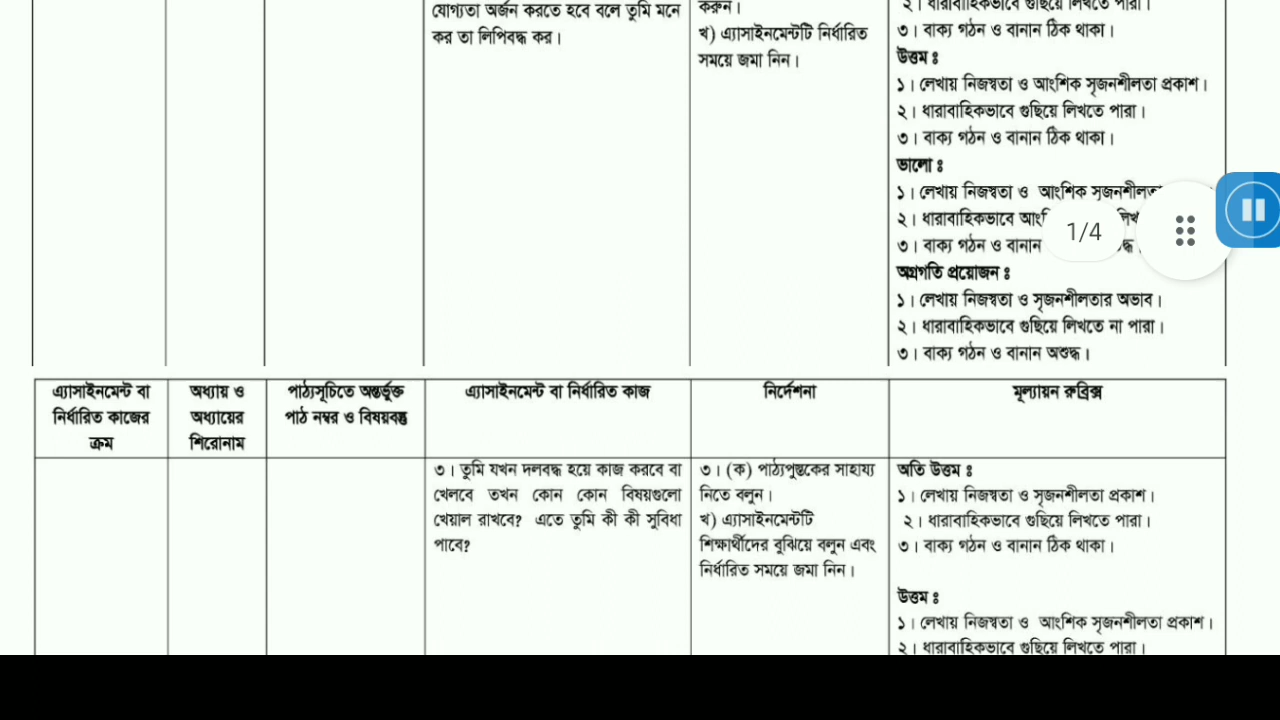 যোগ্যতা অর্জন করতে হবে বলে তুমি মনে
কর তা লিপিবদ্ধ কর।
করুন।
খ) এ্যাসাইনমেন্টটি নির্ধারিত
সময়ে জমা নিন।
২। ধারাবাহিকভাবে গুছিয়ে লিখতে পারা।
৩। বাক্য গঠন ও বানান ঠিক থাকা।
উত্তম ঃ
১। লেখায় নিজস্বতা ও আংশিক সৃজনশীলতা প্রকাশ।
২। ধারাবাহিকভাবে গুছিয়ে লিখতে পারা।
৩। বাক্য গঠন ও বানান ঠিক থাকা।
ভালো ঃ
১। লেখায় নিজস্বতা ও আংশিক সৃজনশীলতা
২। ধারাবাহিকভাবে
৩। বাক্য গঠন ও বানান
1/4
অগ্রগতি প্রয়োজন ঃ
১। লেখায় নিজস্বতা ও সৃজনশীলতার অভাব।
২। ধারাবাহিকভাবে গুছিয়ে লিখতে না পারা।
৩। বাক্য গঠন ও বানান অশুদ্ধ।
এ্যাসাইনমেন্ট বা
নির্ধারিত কাজের
ক্রম
অধ্যায় ও
অধ্যায়ের
শিরোনাম
পাঠ্যসূচিতে অন্তর্ভুক্ত
পাঠ নম্বর ও বিষয়বস্তু
এ্যাসাইনমেন্ট বা নির্ধারিত কাজ
নির্দেশনা
মূল্যায়ন রুব্রিক্স
৩। তুমি যখন দলবদ্ধ হয়ে কাজ করবে বা
খেলবে তখন কোন কোন বিষয়গুলো
খেয়াল রাখবে? এতে তুমি কী কী সুবিধা
পাবে?
৩। (ক) পাঠ্যপুস্তকের সাহায্য
নিতে বলুন।
খ) এ্যাসাইনমেন্টটি
শিক্ষার্থীদের বুঝিয়ে বলুন এবং
নির্ধারিত সময়ে জমা নিন।
অতি উত্তম ঃ
১। লেখায় নিজস্বতা ও সৃজনশীলতা প্রকাশ।
২। ধারাবাহিকভাবে গুছিয়ে লিখতে পারা।
৩। বাক্য গঠন ও বানান ঠিক থাকা।
উত্তম ঃ
১। লেখায় নিজস্বতা ও আংশিক সৃজনশীলতা প্রকাশ।
২। ধারাবাহিকভাবে গুছিয়ে লিখতে পারা।